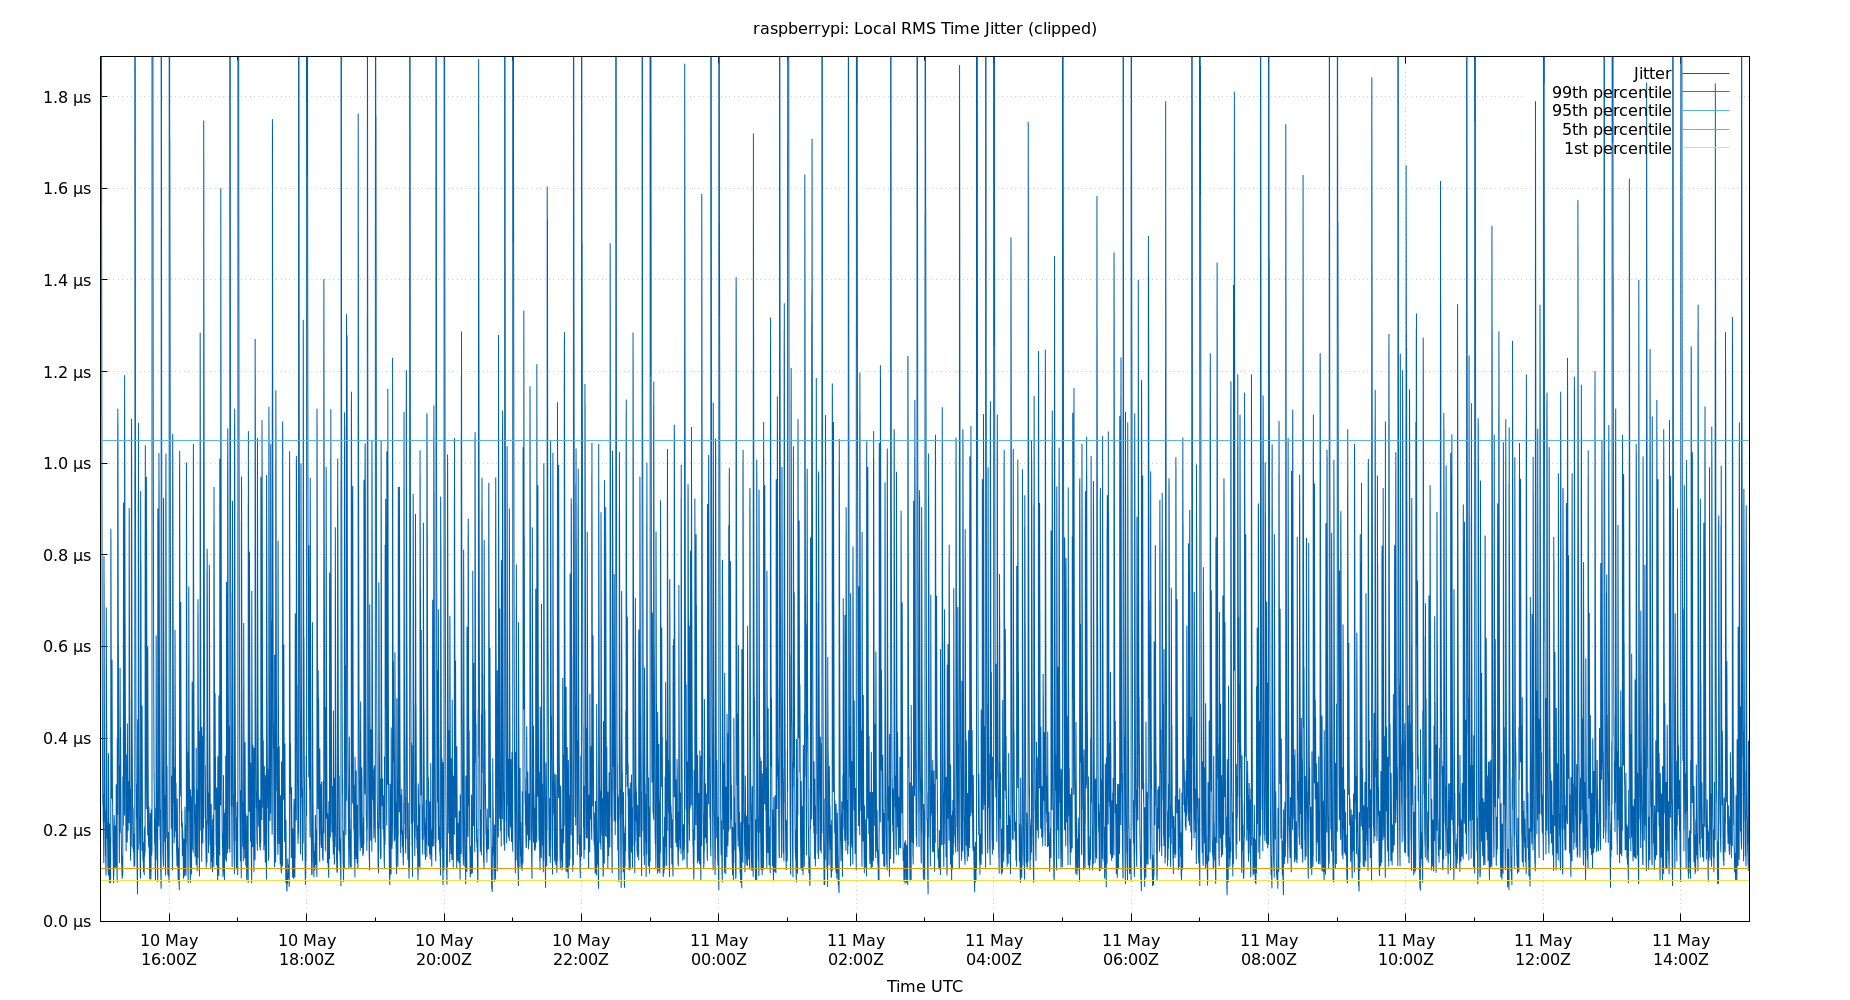 raspberrypi: Local RMS Time Jitter (clipped)
Jitter
99th percentile
95th percentile
5th percentile
1st percentile
1.8 µs
1.6 µs
1.4 µs
1.2 µs
1.0 µs
0.8 µs
0.6 µs
0.4 µs
0.2 µs
0.0 µs
10 May 10 May 10 May 10 May 11 May 11 May 11 May 11 May 11 May 11 May 11 May 11 May
16:00Z 18:00Z 20:00Z 22:00Z 00:00Z 02:00Z 04:00Z 06:00Z 08:00Z 10:00Z 12:00Z 14:00Z
Time UTC